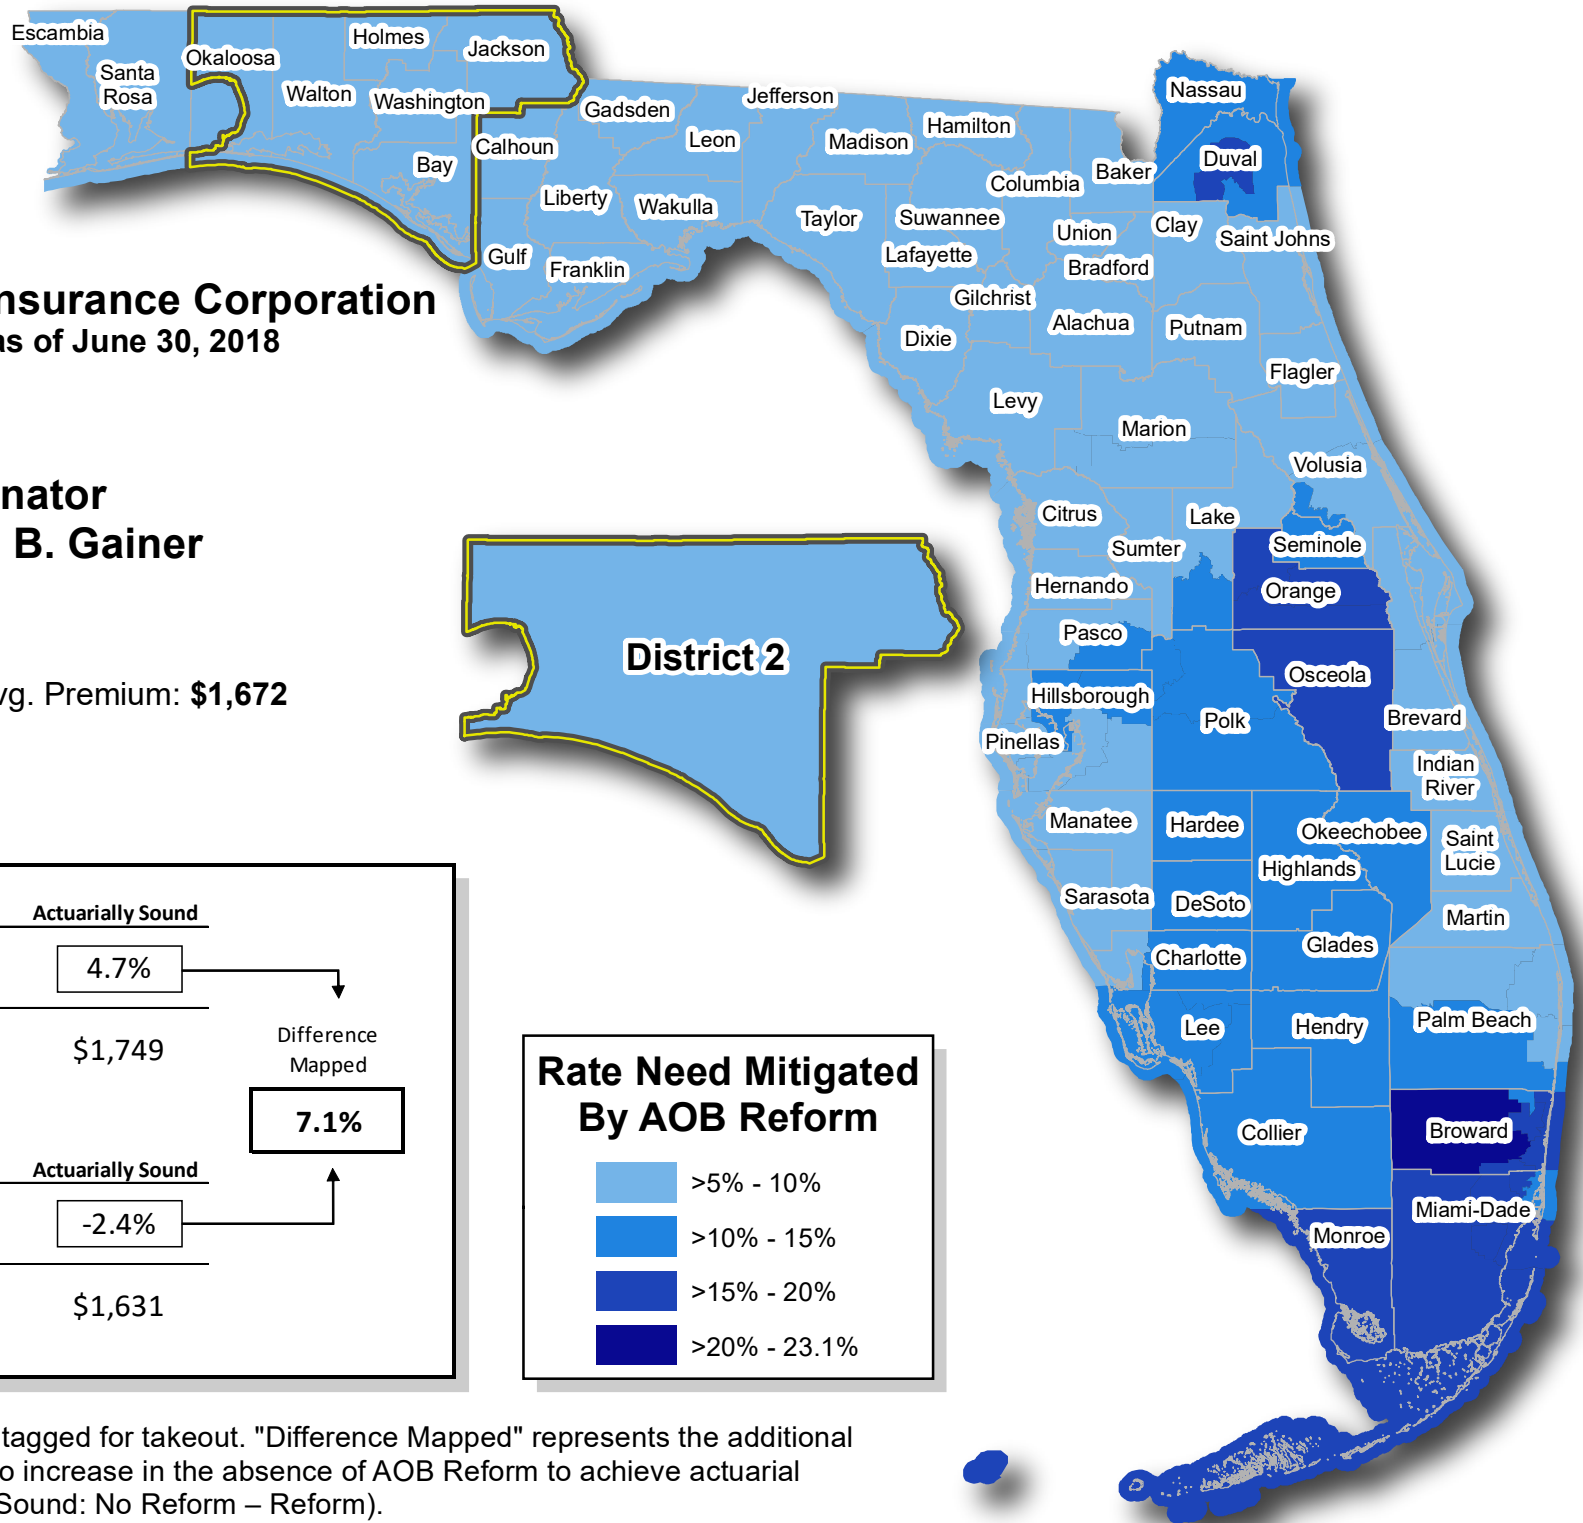 Escambia
Santa
Rosa
Okaloosa
Holmes
Jackson
Walton
Washington
Bay
Gadsden
Calhoun
Liberty
Gulf
Franklin
Leon
Wakulla
Jefferson
Madison
Taylor
Hamilton
Suwannee
Lafayette
Columbia
Baker
Nassau
Duval
Union
Clay
Saint Johns
Bradford
Gilchrist
Dixie
Alachua
Putnam
Flagler
Levy
Marion
Volusia
Citrus
Lake
Sumter
Seminole
Hernando
Orange
Pasco
Osceola
Hillsborough
Polk
Brevard
Pinellas
Indian
River
Manatee
Hardee
Okeechobee
Saint
Lucie
Highlands
Sarasota
DeSoto
Martin
Charlotte
Glades
Lee
Hendry
Palm Beach
Collier
Broward
Miami-Dade
Monroe
nsurance Corporation
as of June 30, 2018
nator
B. Gainer
vg. Premium: $1,672
District 2
Actuarially Sound
4.7%
$1,749
Difference
Mapped
7.1%
Actuarially Sound
-2.4%
$1,631
Rate Need Mitigated
By AOB Reform
>5% - 10%
>10% - 15%
>15% - 20%
>20% - 23.1%
tagged for takeout. "Difference Mapped" represents the additional
o increase in the absence of AOB Reform to achieve actuarial
Sound: No Reform – Reform).